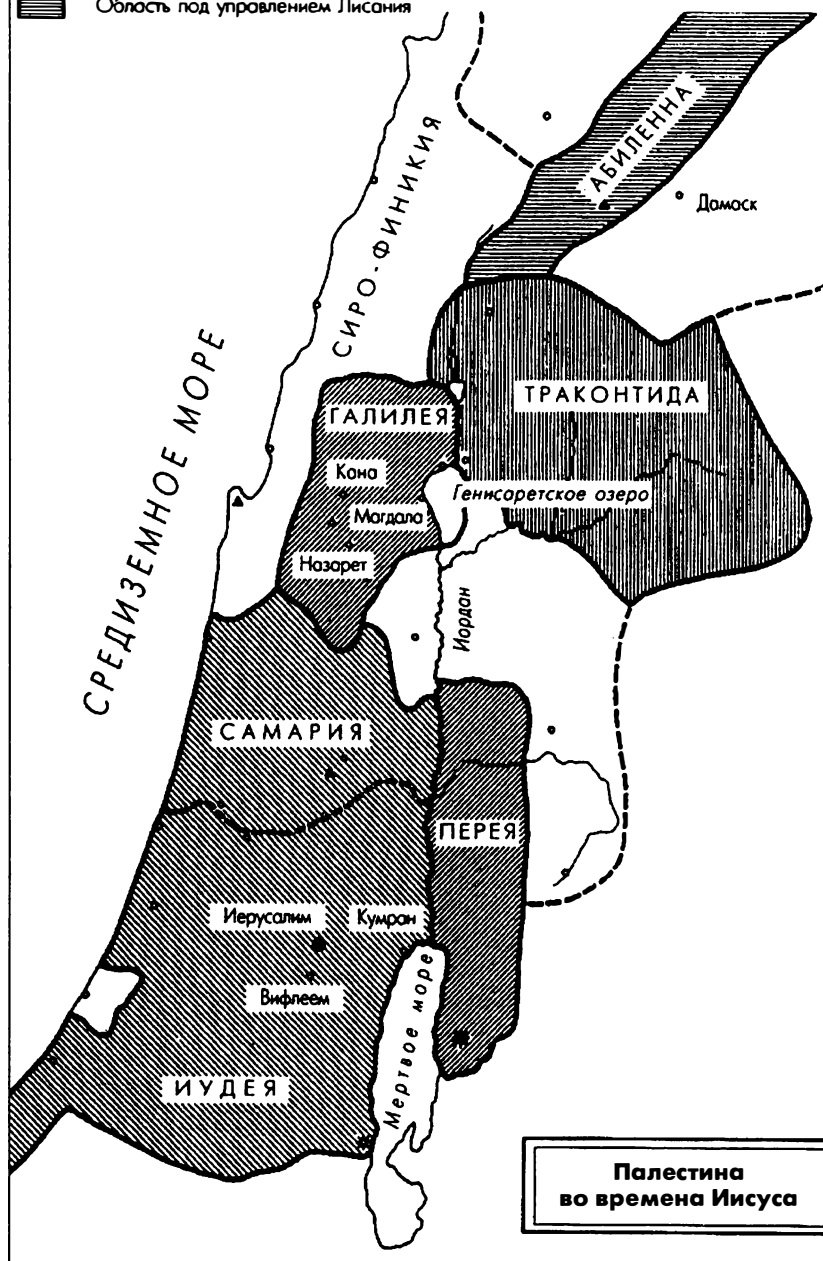 Область под управлением Лисания
АБИЛЕННА
Дамаск
СИРО-ФИНИКИЯ
СРЕДИЗЕМНОЕ МОРЕ
ТРАКОНТИДА
ГАЛИЛЕЯ
Кана
Генисаретское озеро
Магдала
Назарет
Иордан
САМАРИЯ
ПЕРЕЯ
Иерусалим
Кумран
Вифлеем
Мертвое море
ИУДЕЯ
Палестина
во времена Иисуса